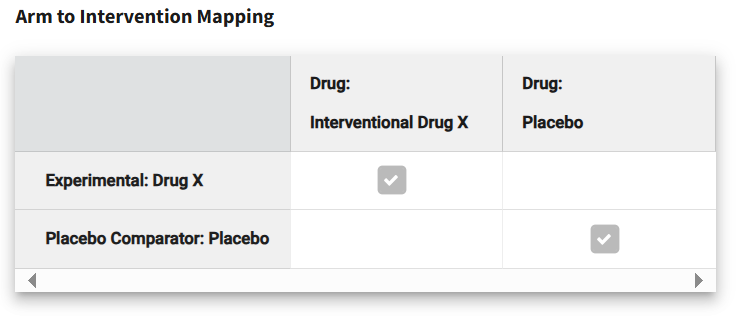 Arm to Intervention Mapping
Drug:
Interventional Drug X
Drug:
Placebo
Experimental: Drug X
Placebo Comparator: Placebo